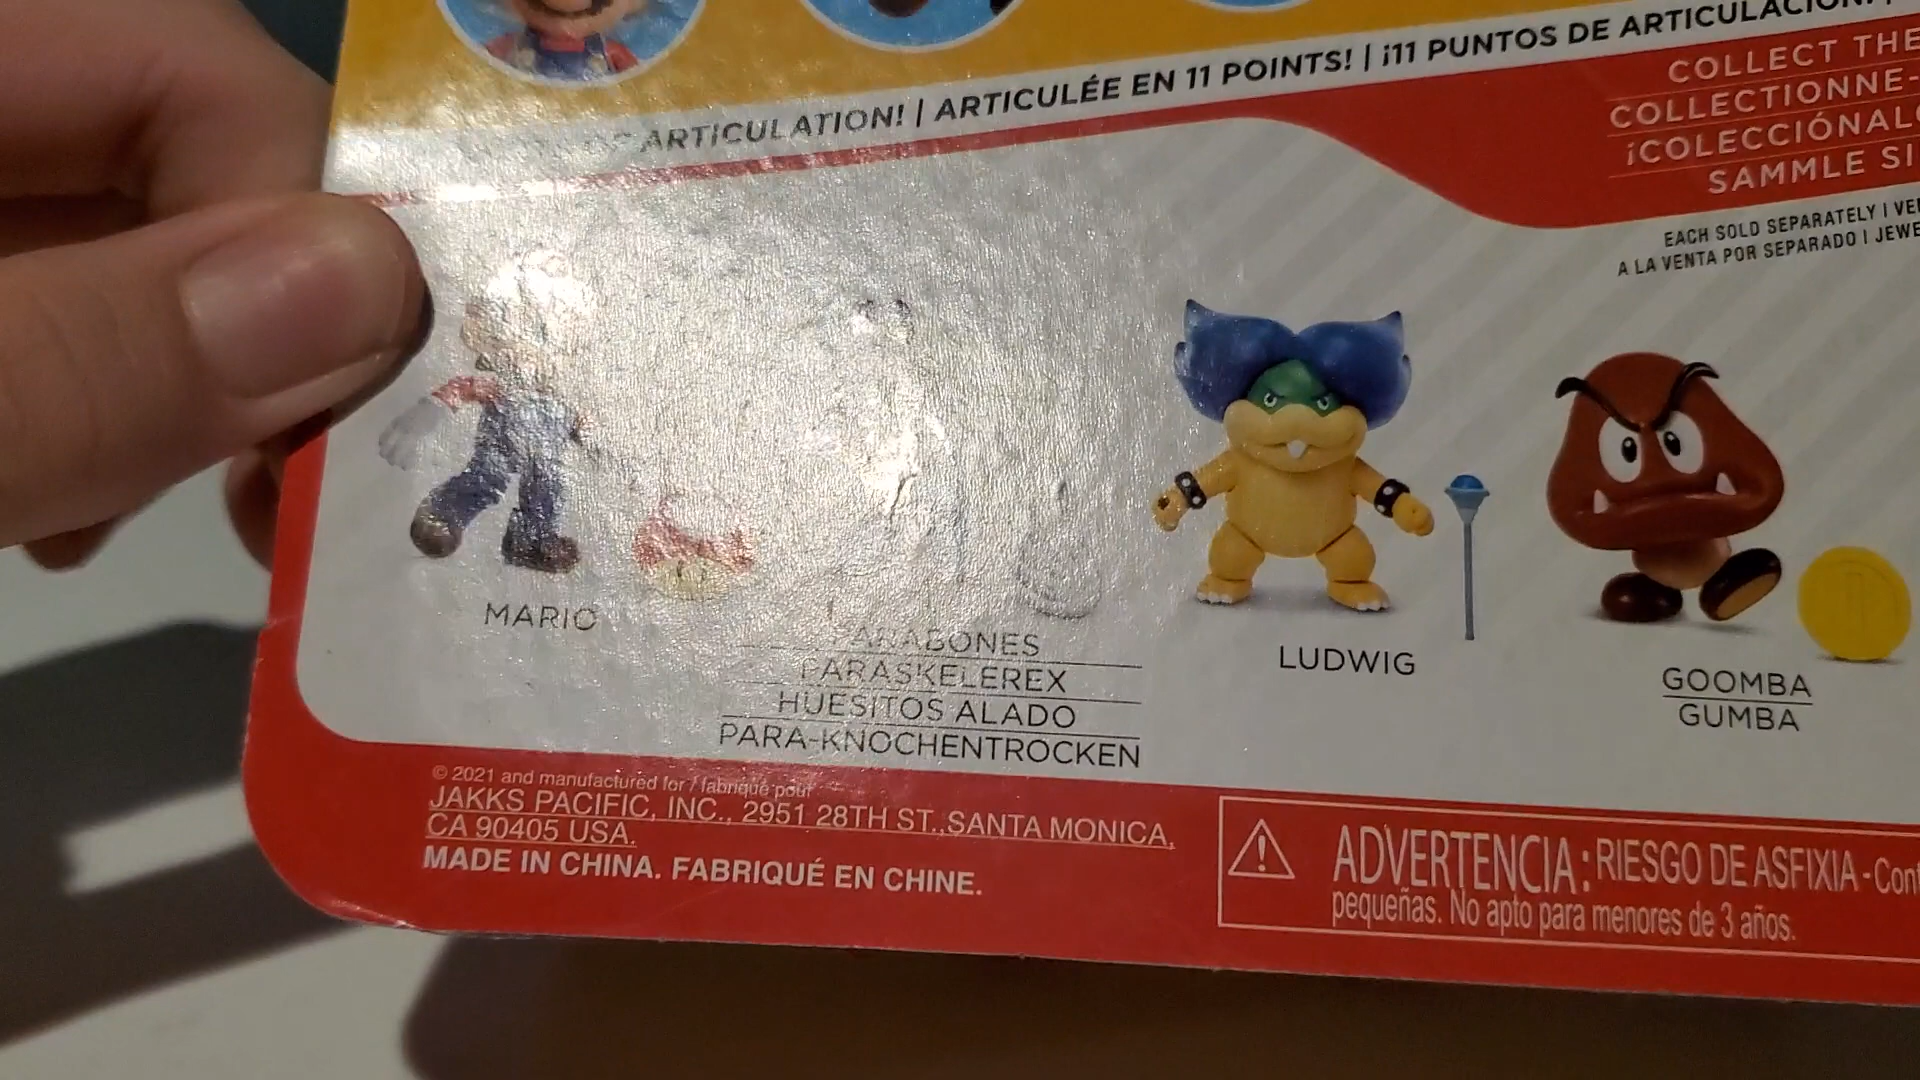 ARTICULATION! | ARTICULÉE EN 11 POINTS! | ¡11 PUNTOS DE ARTICULACIÓN!
COLLECT THE
COLLECTIONNE-
¡COLECCIÓNAL
SAMMLE SI
EACH SOLD SEPARATELY I VE
A LA VENTA POR SEPARADO I JEWE
MARIO
PARABONES
PARASKELEREX
HUESITOS ALADO
PARA-KNOCHENTROCKEN
LUDWIG
GOOMBA
GUMBA
© 2021 and manufactured for / fabriqué pour
JAKKS PACIFIC, INC., 2951 28TH ST.,SANTA MONICA,
CA 90405 USA.
MADE IN CHINA. FABRIQUÉ EN CHINE.
ADVERTENCIA: RIESGO DE ASFIXIA - Cont
pequeñas. No apto para menores de 3 años.